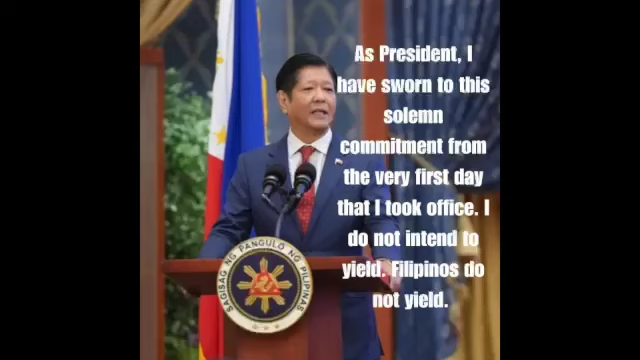 As President, I
have sworn to this
solemn
commitment from
the very first day
that I took office. I
do not intend to
yield. Filipinos do
not yield.
SAGISAG NG PANGULO NG PILIPINAS